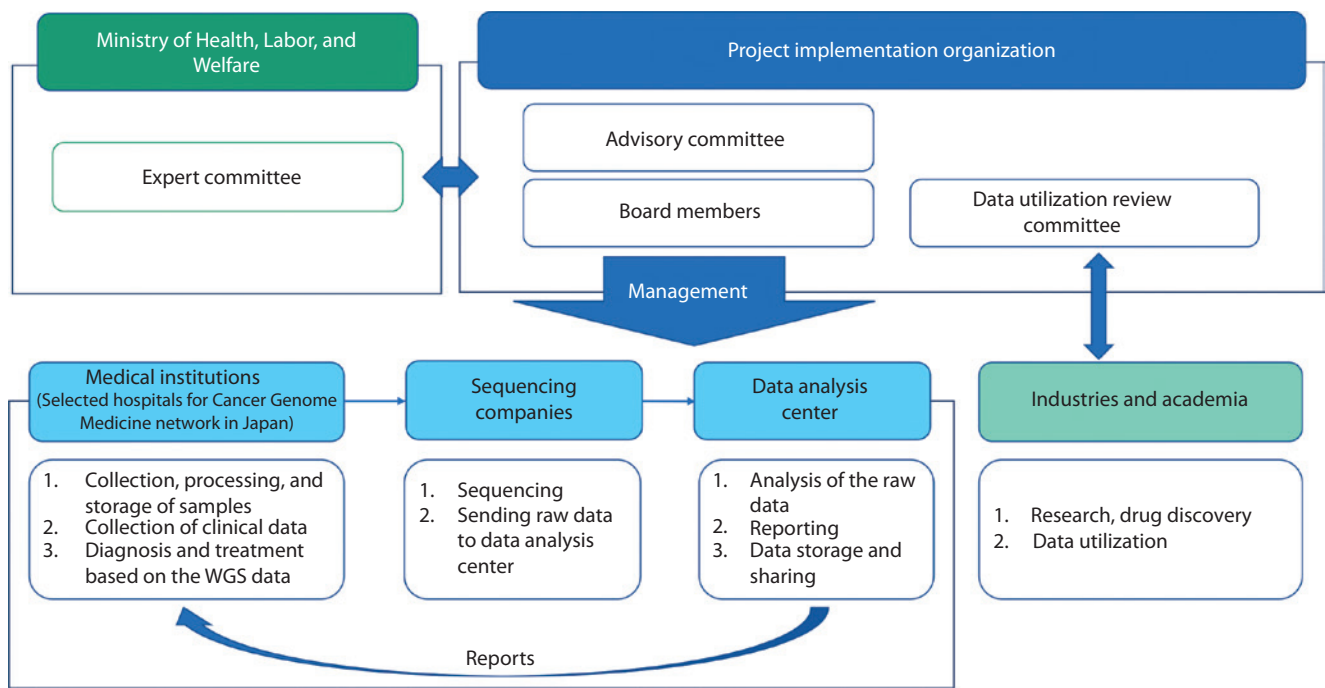 Ministry of Health, Labor, and
Welfare
Project implementation organization
Expert committee
Advisory committee
Board members
Data utilization review
committee
Management
Medical institutions
(Selected hospitals for Cancer Genome
Medicine network in Japan)
Sequencing
companies
Data analysis
center
Industries and academia
1. Collection, processing, and
storage of samples
2. Collection of clinical data
3. Diagnosis and treatment
based on the WGS data
1. Sequencing
2. Sending raw data
to data analysis
center
1. Analysis of the raw
data
2. Reporting
3. Data storage and
sharing
1. Research, drug discovery
2. Data utilization
Reports